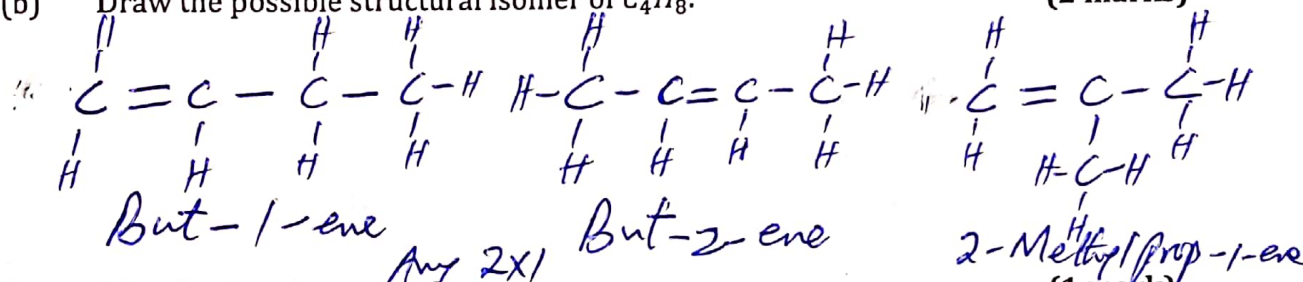 (b) Draw the possible structural isomer of C4H8.
H H H H H H H
C = C - C - C - H H - C - C = C - C - H C = C - C - H
H H H H H H H H H H - C - H H
H
But-1-ene But-2-ene 2-Methylprop-1-ene
Any 2x1